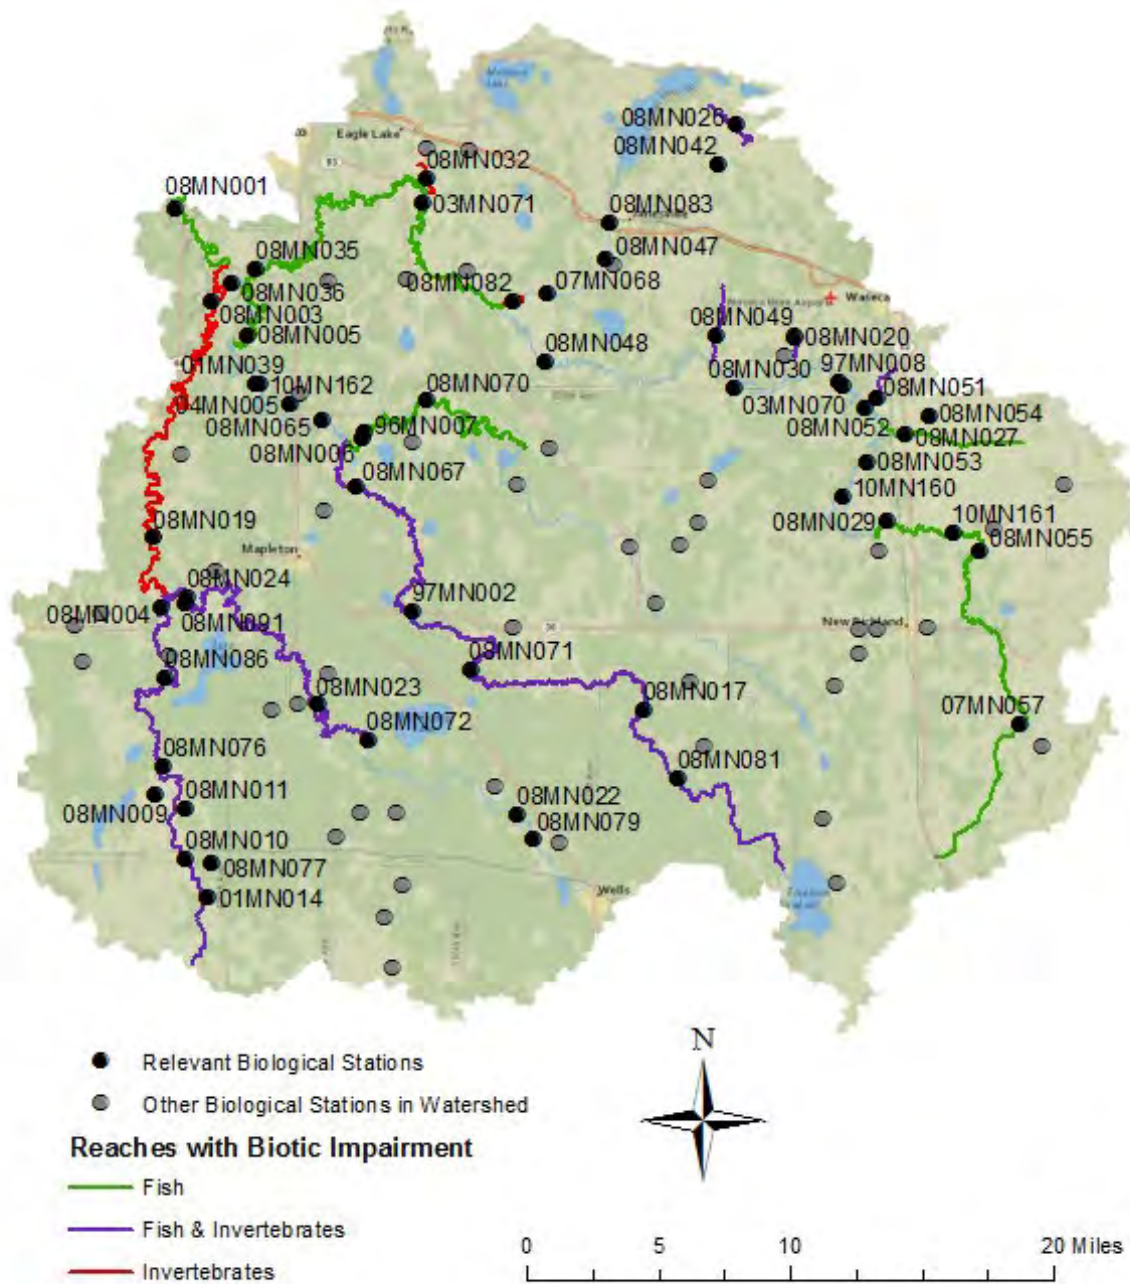 Eagle Lake
08MN026
08MN042
08MN032
08MN001
03MN071
08MN083
08MN047
08MN035
08MN036
08MN082
07MN068
08MN003
08MN005
08MN049
Waseca
08MN020
08MN048
01MN039
10MN162
08MN070
08MN030
97MN008
08MN051
04MN005
08MN065
96MN007
03MN070
08MN054
08MN006
08MN052
08MN027
08MN067
08MN053
10MN160
08MN019
08MN029
10MN161
Mapleton
08MN055
08MN024
08MN004
08MN091
97MN002
New Richland
08MN086
08MN071
08MN023
08MN017
08MN072
07MN057
08MN076
08MN081
08MN011
08MN009
08MN022
08MN079
08MN010
08MN077
01MN014
Wells
N
Relevant Biological Stations
Other Biological Stations in Watershed
Reaches with Biotic Impairment
Fish
Fish & Invertebrates
Invertebrates
0 5 10 20 Miles